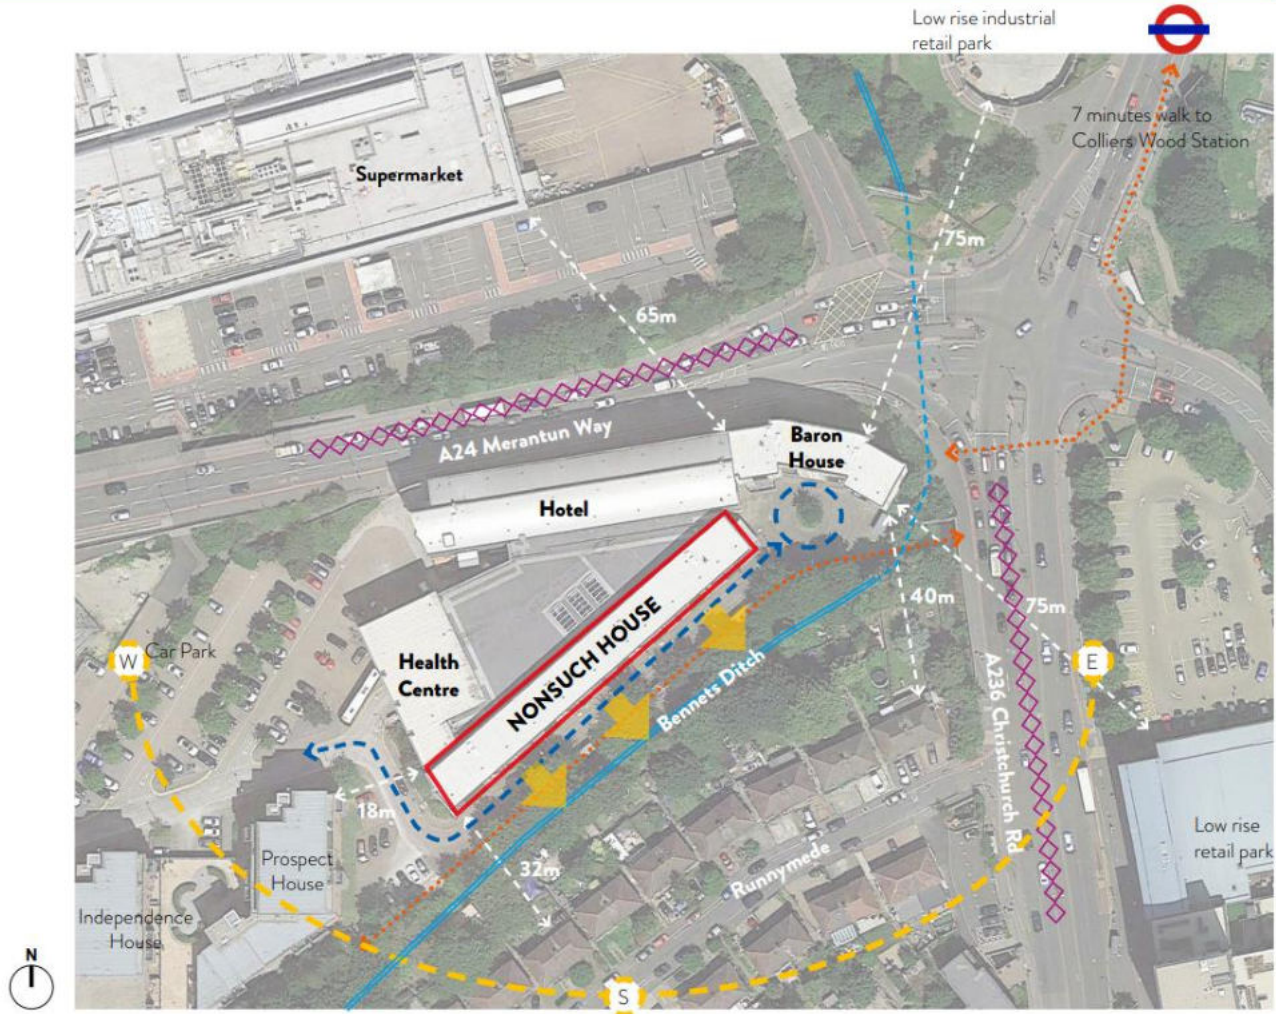 Low rise industrial
retail park
7 minutes walk to
Colliers Wood Station
Supermarket
75m
65m
A24 Merantun Way
Baron
House
Hotel
NONSUCH HOUSE
40m
75m
W
Car Park
E
Health
Centre
Bennets Ditch
A236 Christchurch Rd
18m
32m
Prospect
House
Runnymede
Low rise
retail park
Independence
House
N
S